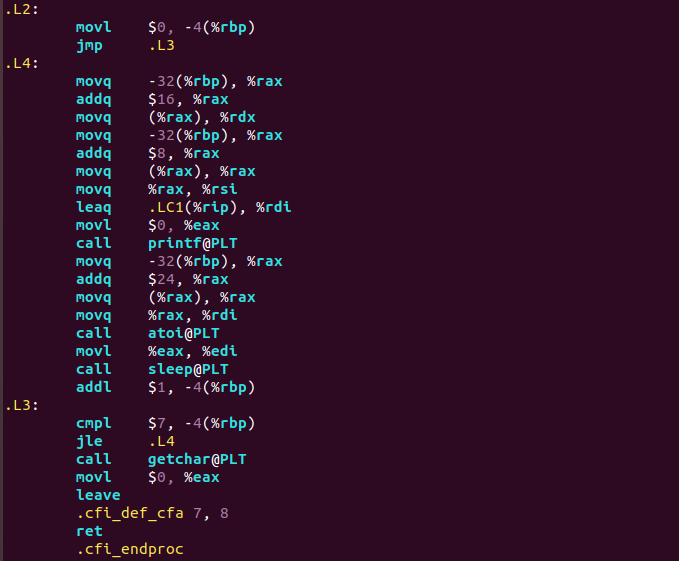 .L2:
movl $0, -4(%rbp)
jmp .L3
.L4:
movq -32(%rbp), %rax
addq $16, %rax
movq (%rax), %rdx
movq -32(%rbp), %rax
addq $8, %rax
movq (%rax), %rax
movq %rax, %rsi
leaq .LC1(%rip), %rdi
movl $0, %eax
call printf@PLT
movq -32(%rbp), %rax
addq $24, %rax
movq (%rax), %rax
movq %rax, %rdi
call atoi@PLT
movl %eax, %edi
call sleep@PLT
addl $1, -4(%rbp)
.L3:
cmpl $7, -4(%rbp)
jle .L4
call getchar@PLT
movl $0, %eax
leave
.cfi_def_cfa 7, 8
ret
.cfi_endproc